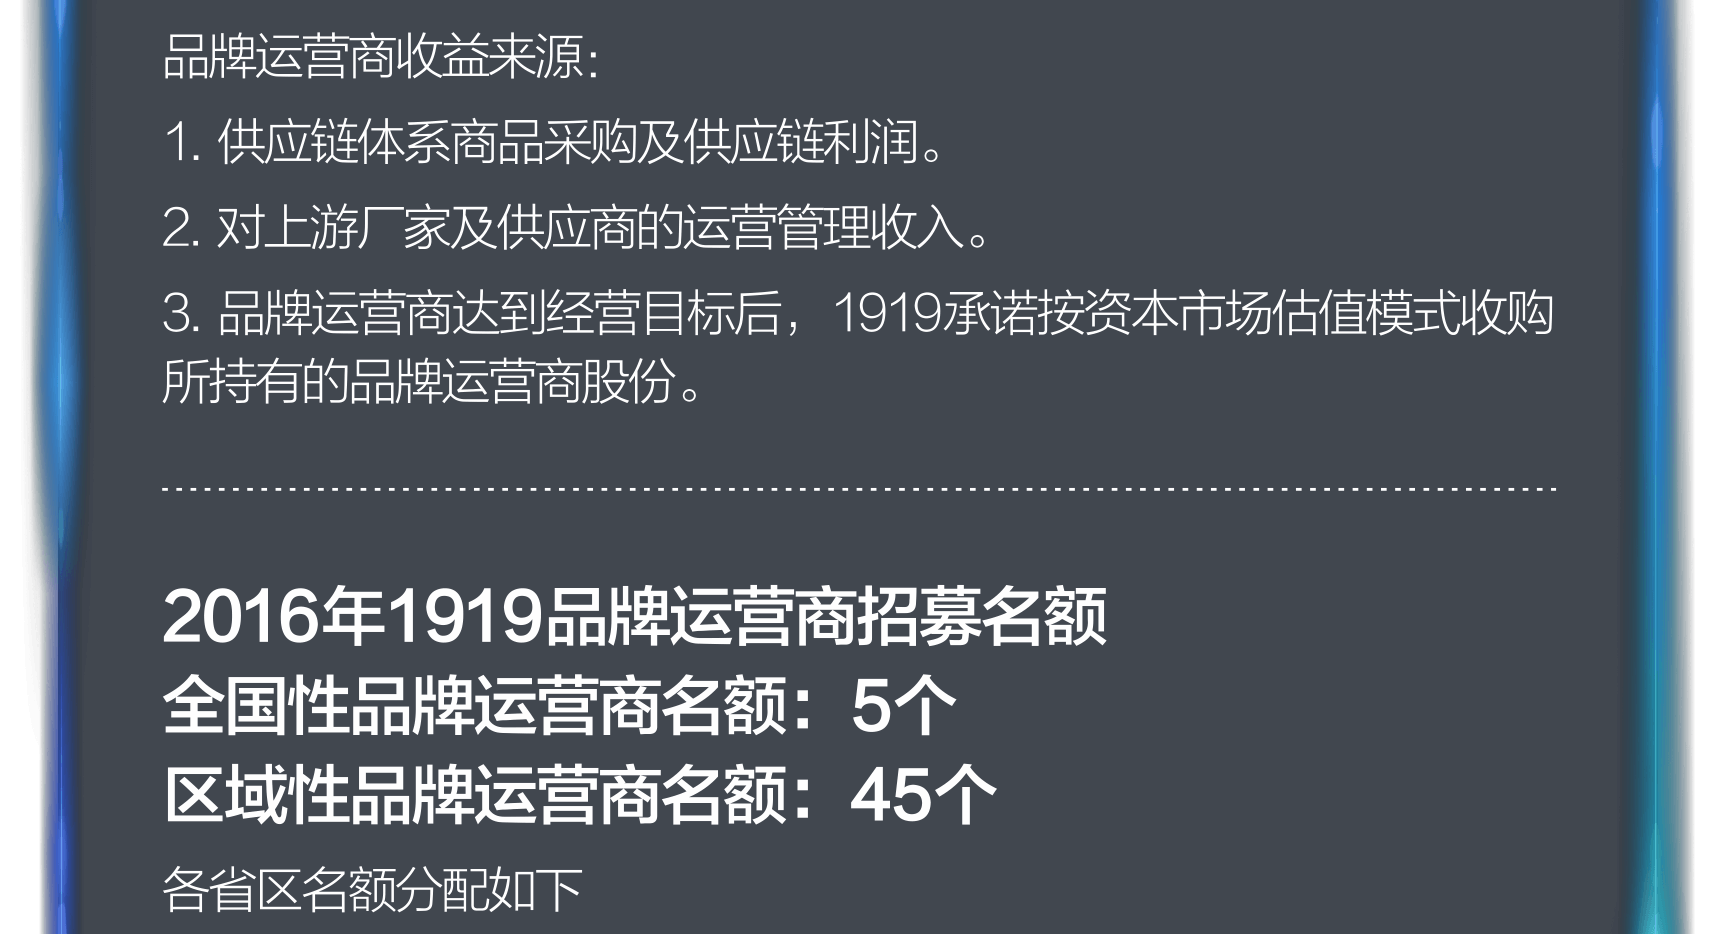 品牌运营商收益来源：
1. 供应链体系商品采购及供应链利润。
2. 对上游厂家及供应商的运营管理收入。
3. 品牌运营商达到经营目标后，1919承诺按资本市场估值模式收购
所持有的品牌运营商股份。
2016年1919品牌运营商招募名额
全国性品牌运营商名额：5个
区域性品牌运营商名额：45个
各省区名额分配如下